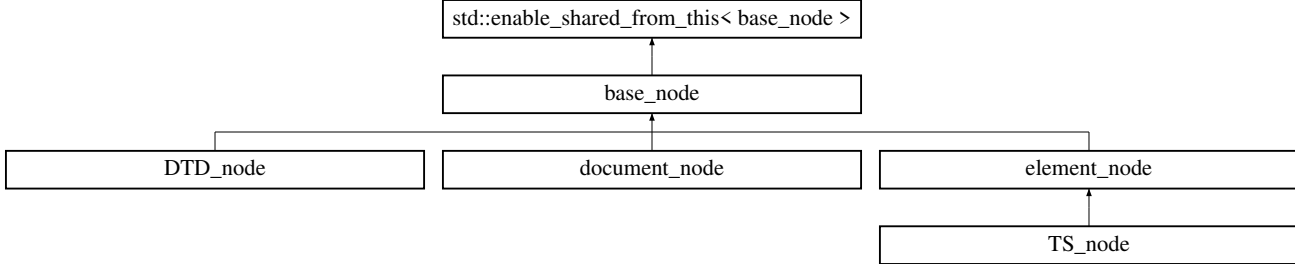 std::enable_shared_from_this< base_node >
base_node
DTD_node
document_node
element_node
TS_node